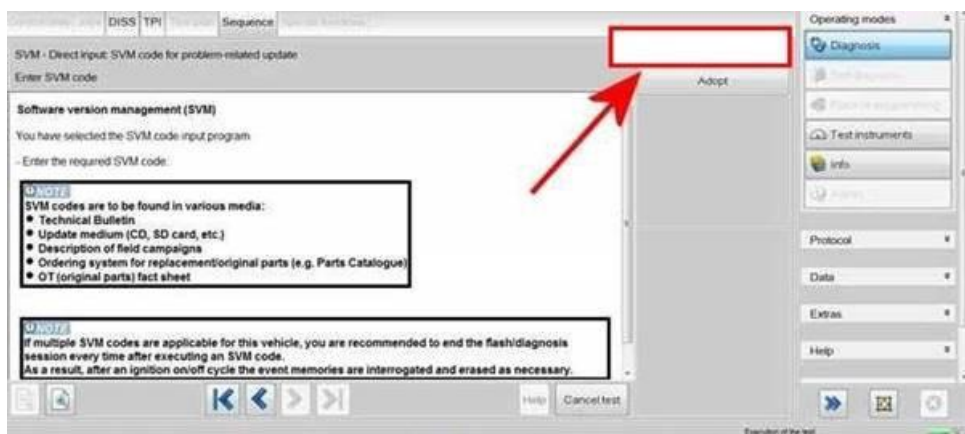 DISS
TPI
Sequence
SVM - Direct input: SVM code for problem-related update
Enter SVM code
Adopt
Software version management (SVM)
You have selected the SVM code input program
- Enter the required SVM code:
NOTE
SVM codes are to be found in various media:
● Technical Bulletin
● Update medium (CD, SD card, etc.)
● Description of field campaigns
● Ordering system for replacement/original parts (e.g. Parts Catalogue)
● OT (original parts) fact sheet
NOTE
If multiple SVM codes are applicable for this vehicle, you are recommended to end the flash/diagnosis
session every time after executing an SVM code.
As a result, after an ignition on/off cycle the event memories are interrogated and erased as necessary.
Help
Cancel test
Operating modes
Diagnosis
Test instruments
Info
Admin
Protocol
Data
Extras
Help
Execution of the test